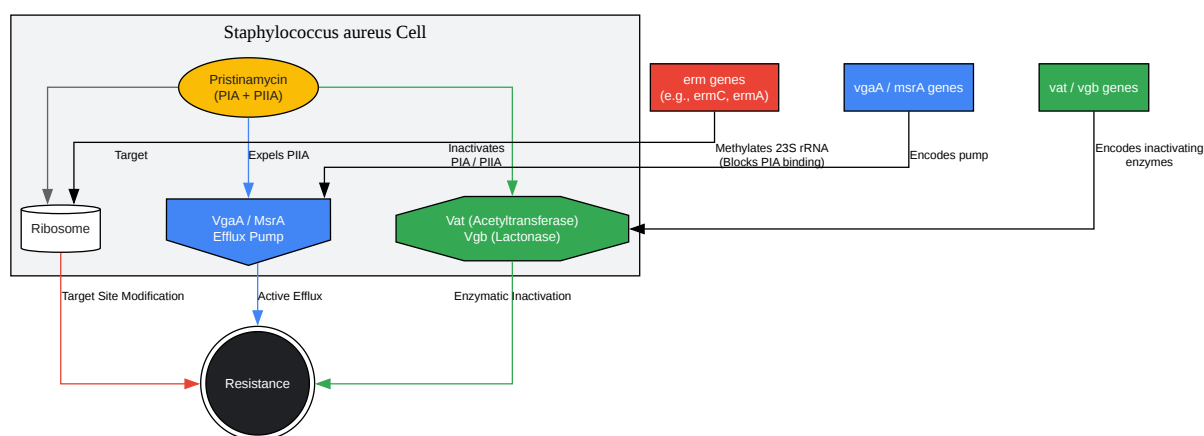 Staphylococcus aureus Cell
Pristinamycin
(PIA + PIIA)
erm genes
(e.g., ermC, ermA)
vgaA / msrA genes
vat / vgb genes
Target
Expels PIIA
Inactivates
PIA / PIIA
Methylates 23S rRNA
(Blocks PIA binding)
Encodes pump
Encodes inactivating
enzymes
Ribosome
VgaA / MsrA
Efflux Pump
Vat (Acetyltransferase)
Vgb (Lactonase)
Target Site Modification
Active Efflux
Enzymatic Inactivation
Resistance